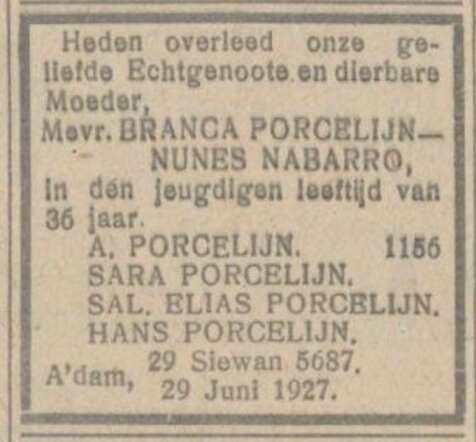 Heden overleed onze ge-
liefde Echtgenoote en dierbare
Moeder,
Mevr. BRANCA PORCELIJN—
NUNES NABARRO,
in den jeugdigen leeftijd van
36 jaar.
A. PORCELIJN. 1156
SARA PORCELIJN.
SAL. ELIAS PORCELIJN.
HANS PORCELIJN.
A'dam, 29 Siewan 5687.
29 Juni 1927.